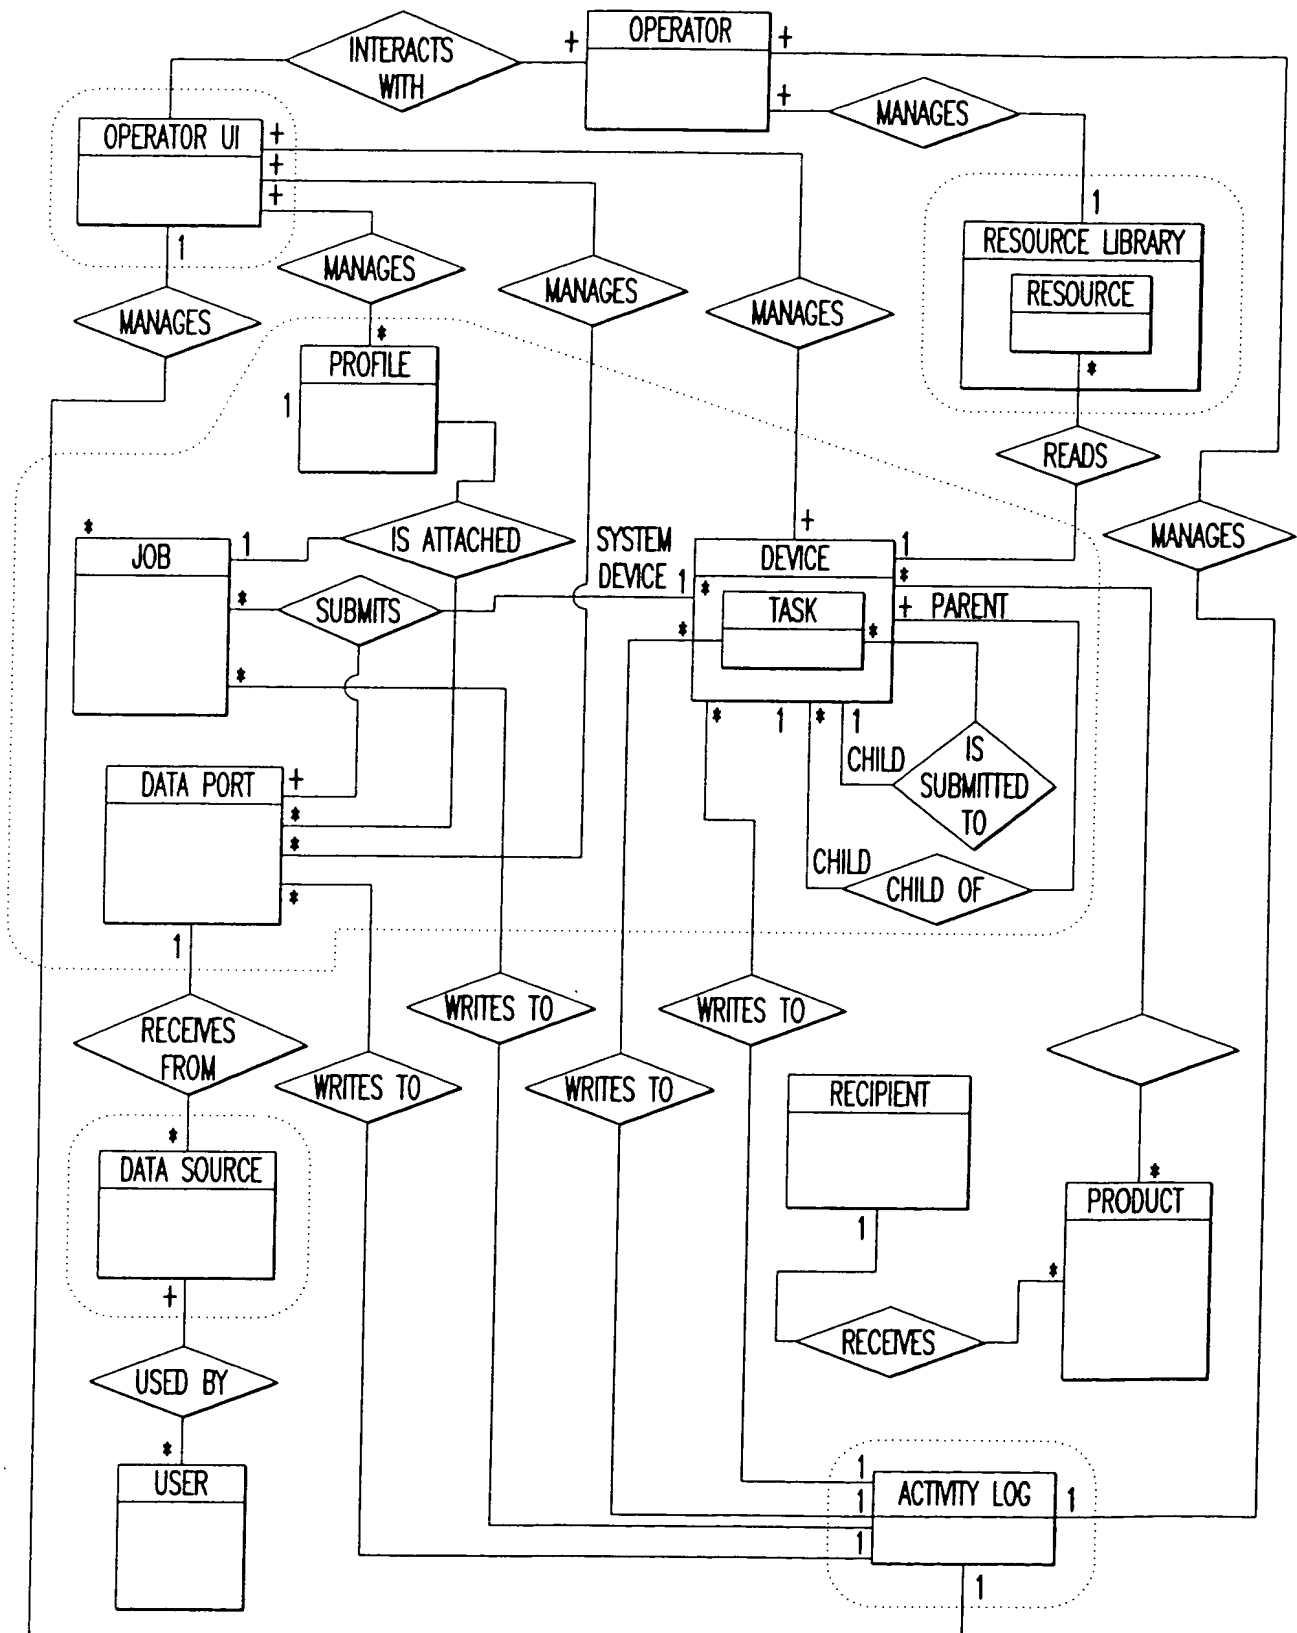 INTERACTS
WITH
+
OPERATOR
+
+
MANAGES
OPERATOR UI
+
+
+
1
1
RESOURCE LIBRARY
RESOURCE
*
MANAGES
MANAGES
MANAGES
MANAGES
*
PROFILE
1
READS
*
JOB
1
IS ATTACHED
SYSTEM
DEVICE
1
+
DEVICE
1
*
MANAGES
*
SUBMITS
*
TASK
+ PARENT
*
*
*
*
1
*
1
CHILD
IS
SUBMITTED
TO
DATA PORT
+
*
*
*
CHILD
CHILD OF
1
RECEIVES
FROM
WRITES TO
WRITES TO
WRITES TO
WRITES TO
RECIPIENT
*
DATA SOURCE
*
PRODUCT
1
*
+
RECEIVES
USED BY
*
USER
1
1
1
ACTIVITY LOG
1
1